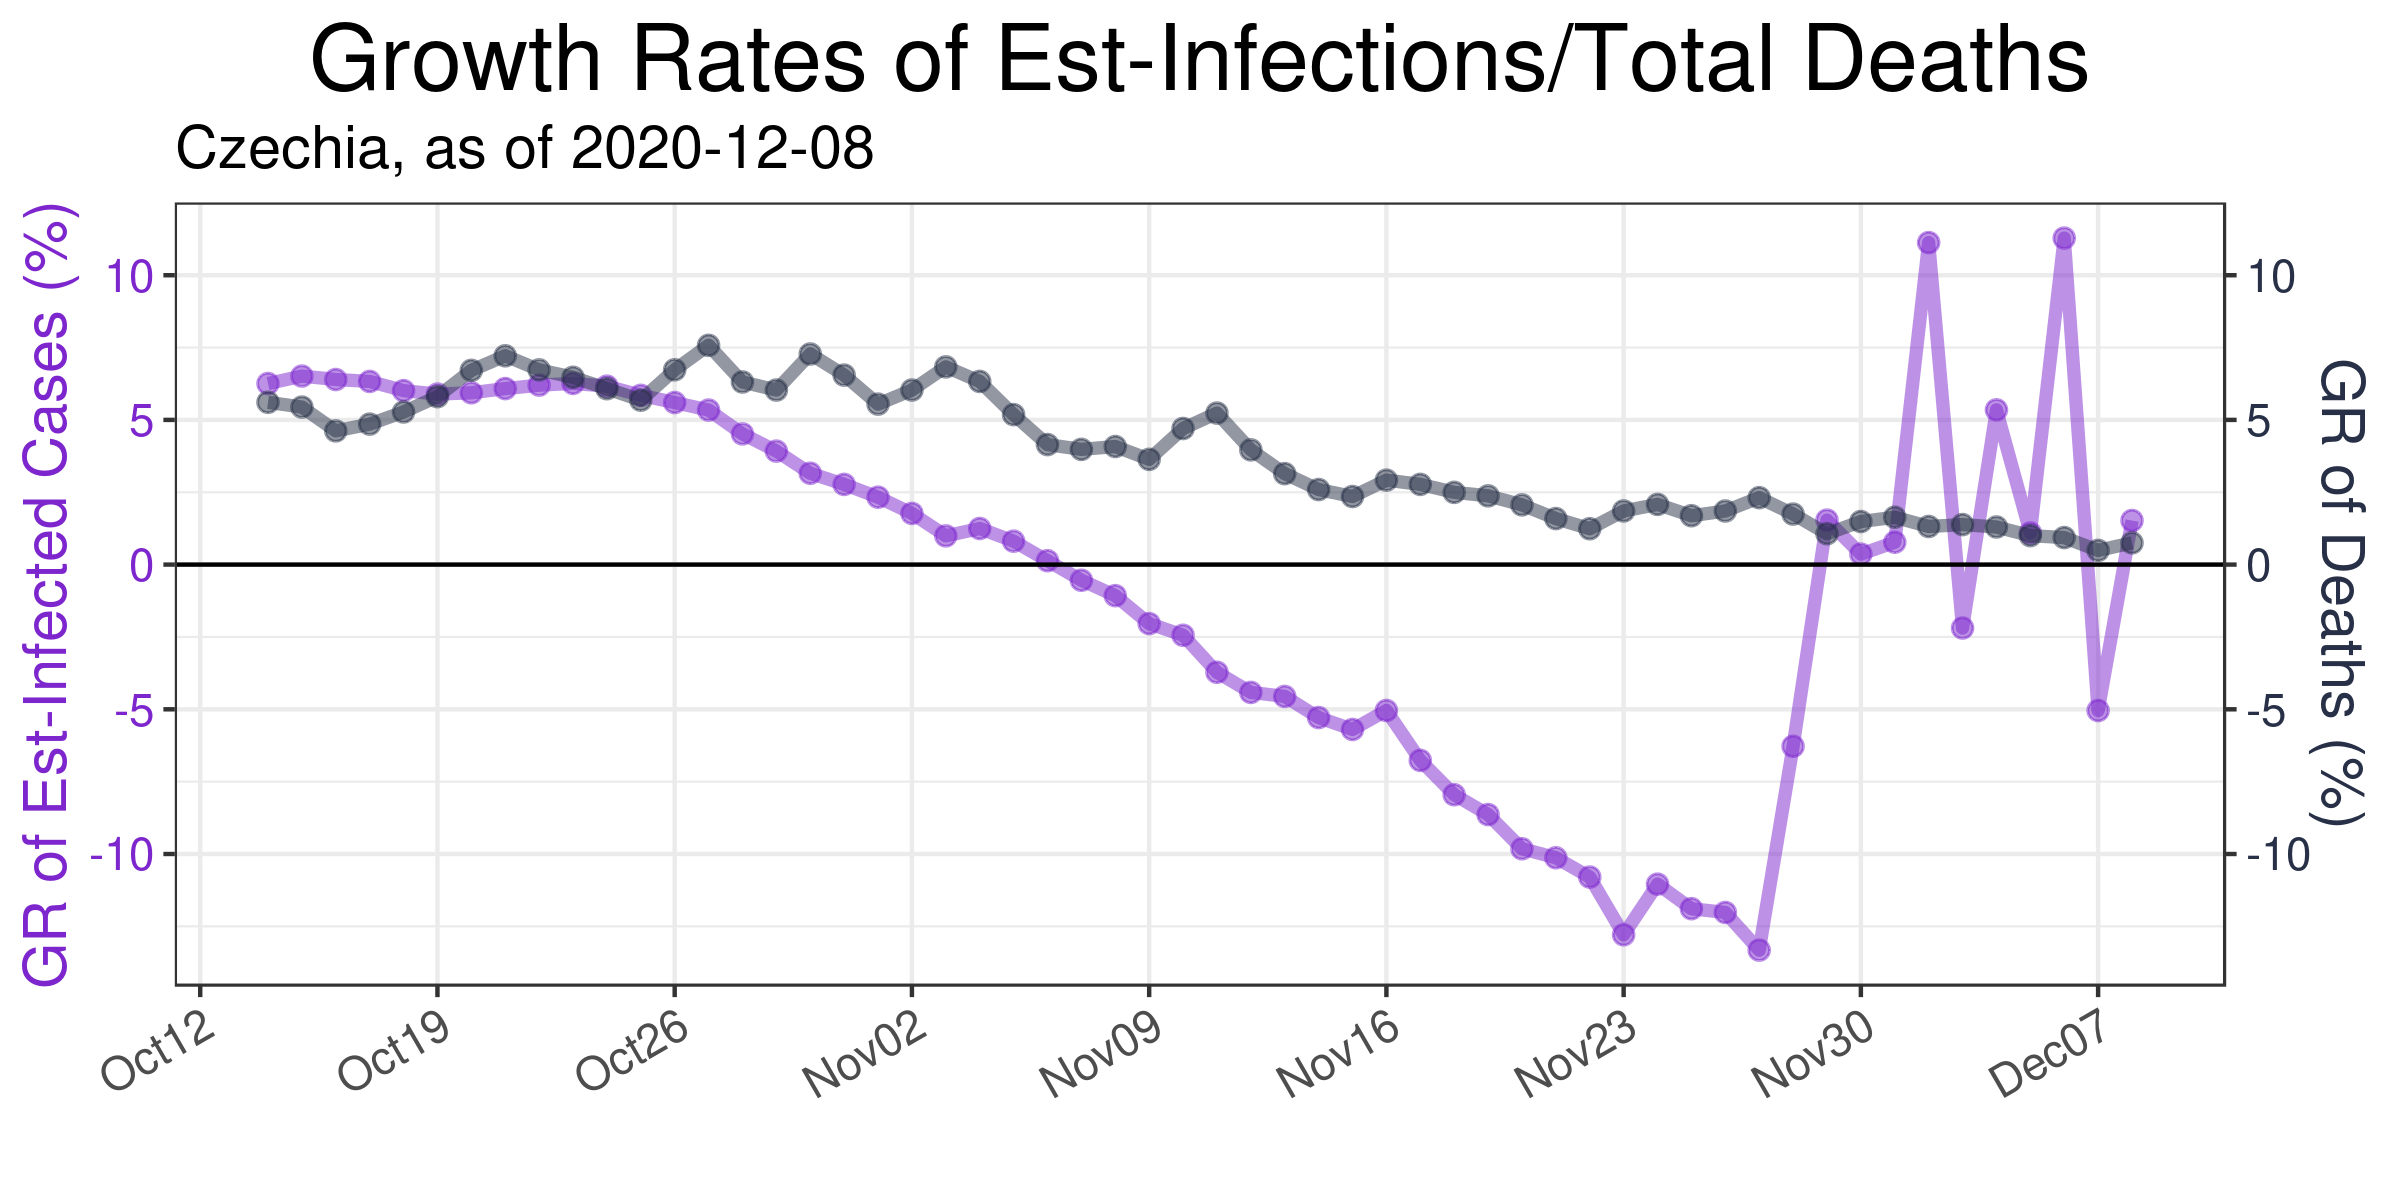 Growth Rates of Est-Infections/Total Deaths
Czechia, as of 2020-12-08
GR of Est-Infected Cases (%)
10
5
0
-5
-10
10
5
0
-5
-10
GR of Deaths (%)
Oct12
Oct19
Oct26
Nov02
Nov09
Nov16
Nov23
Nov30
Dec07